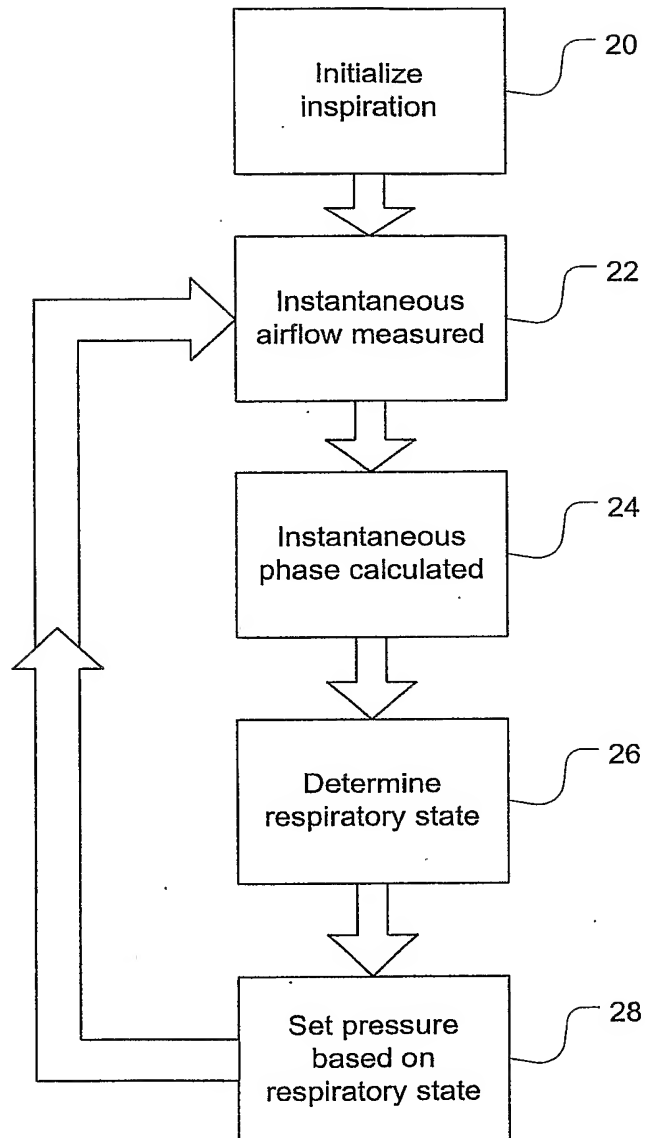 20
Initialize
inspiration
22
Instantaneous
airflow measured
24
Instantaneous
phase calculated
26
Determine
respiratory state
28
Set pressure
based on
respiratory state